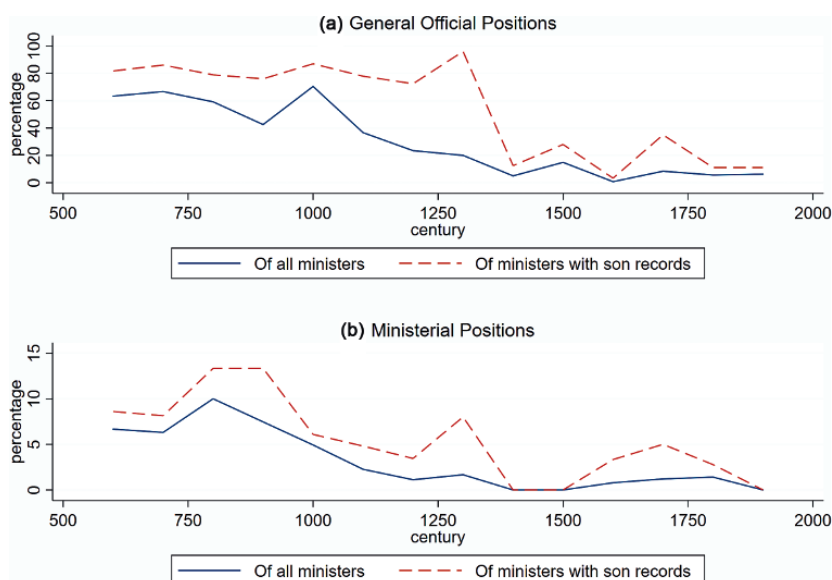 (a) General Official Positions
100
80
60
40
20
0
percentage
500 750 1000 1250 1500 1750 2000
century
Of all ministers Of ministers with son records
(b) Ministerial Positions
15
10
5
0
percentage
500 750 1000 1250 1500 1750 2000
century
Of all ministers Of ministers with son records